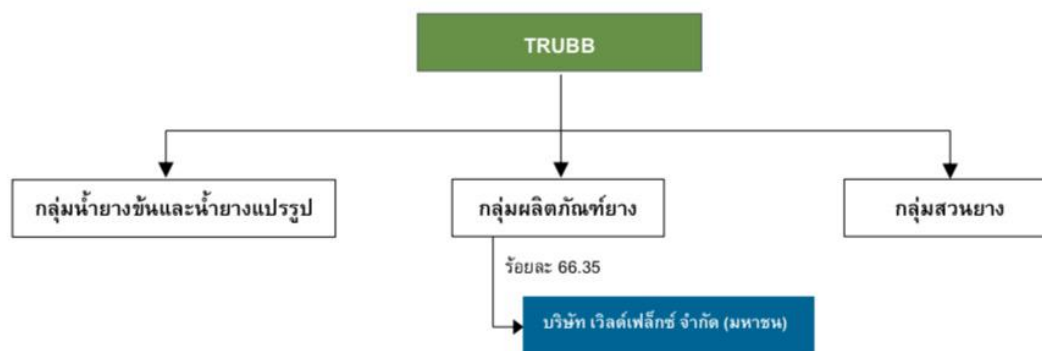 TRUBB
กลุ่มน้ำยางข้นและน้ำยางแปรรูป
กลุ่มผลิตภัณฑ์ยาง
กลุ่มสวนยาง
ร้อยละ 66.35
บริษัท เวิลด์เฟล็กซ์ จำกัด (มหาชน)